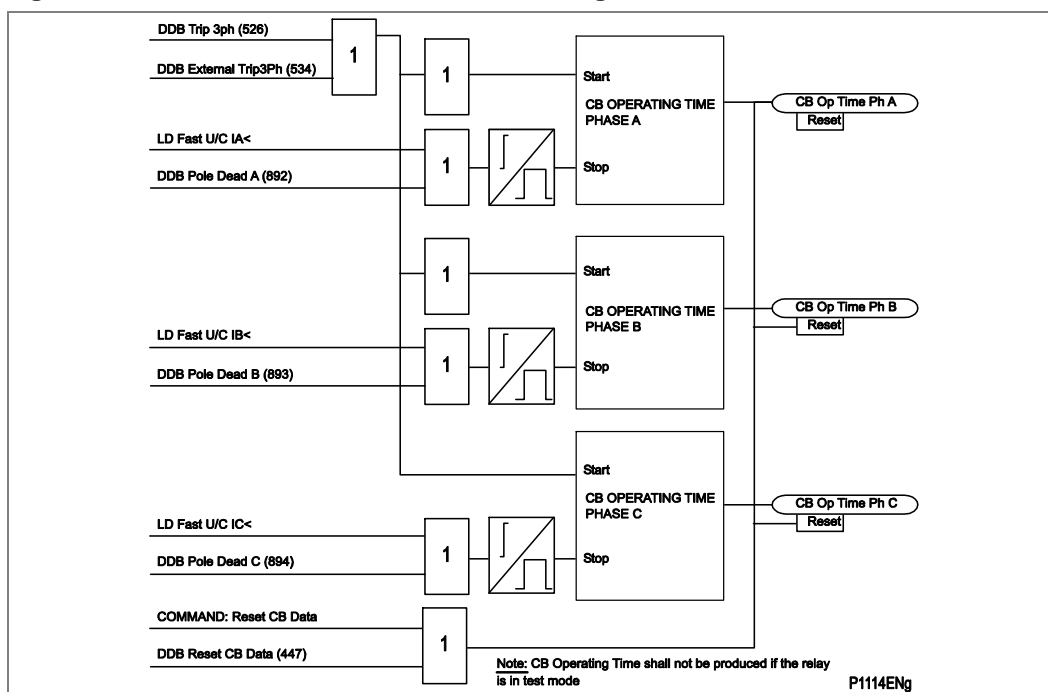 DDB Trip 3ph (526)
DDB External Trip3Ph (534)
1
1
Start
CB OPERATING TIME
PHASE A
CB Op Time Ph A
Reset
LD Fast U/C IA<
DDB Pole Dead A (892)
1
Stop
1
Start
CB OPERATING TIME
PHASE B
CB Op Time Ph B
Reset
LD Fast U/C IB<
DDB Pole Dead B (893)
1
Stop
Start
CB OPERATING TIME
PHASE C
CB Op Time Ph C
Reset
LD Fast U/C IC<
DDB Pole Dead C (894)
1
Stop
COMMAND: Reset CB Data
DDB Reset CB Data (447)
1
Note: CB Operating Time shall not be produced if the relay
is in test mode
P1114ENg